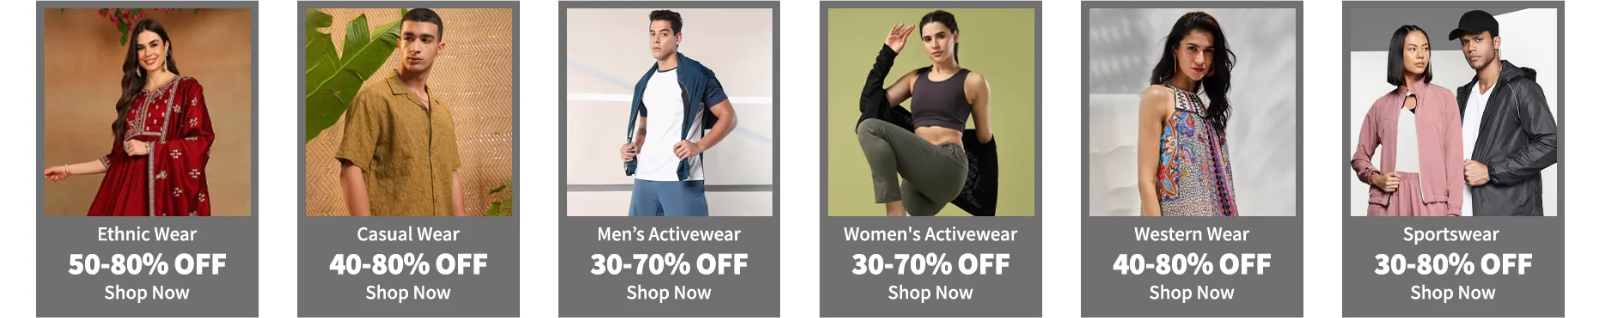 Ethnic Wear
50-80% OFF
Shop Now
Casual Wear
40-80% OFF
Shop Now
Men’s Activewear
30-70% OFF
Shop Now
Women's Activewear
30-70% OFF
Shop Now
Western Wear
40-80% OFF
Shop Now
Sportswear
30-80% OFF
Shop Now